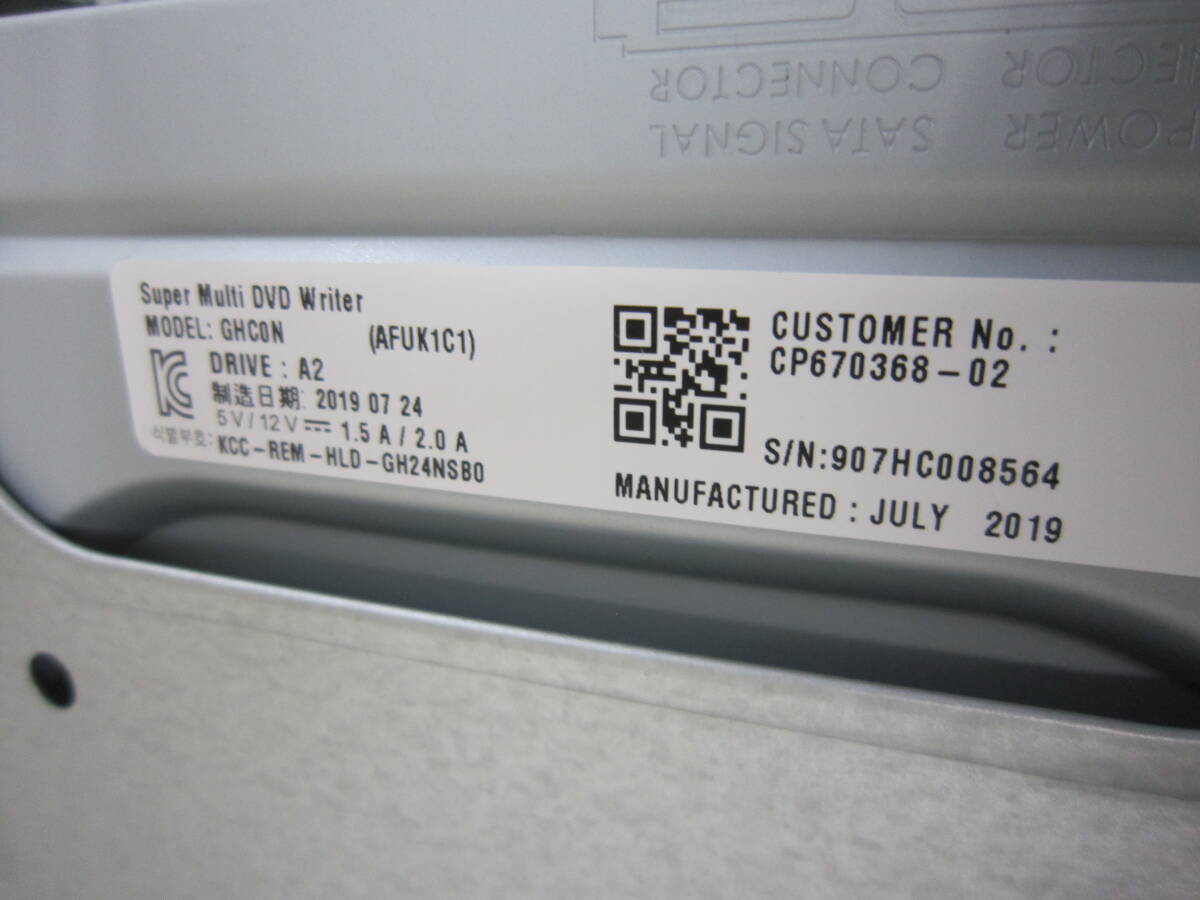 POWER SATA SIGNAL
CONNECTOR
Super Multi DVD Writer
MODEL: GHC0N (AFUK1C1)
DRIVE : A2
制造日期: 2019 07 24
5V/12V 1.5 A / 2.0 A
식별부호: KCC-REM-HLD-GH24NSB0
CUSTOMER No. :
CP670368-02
S/N:907HC008564
MANUFACTURED : JULY 2019